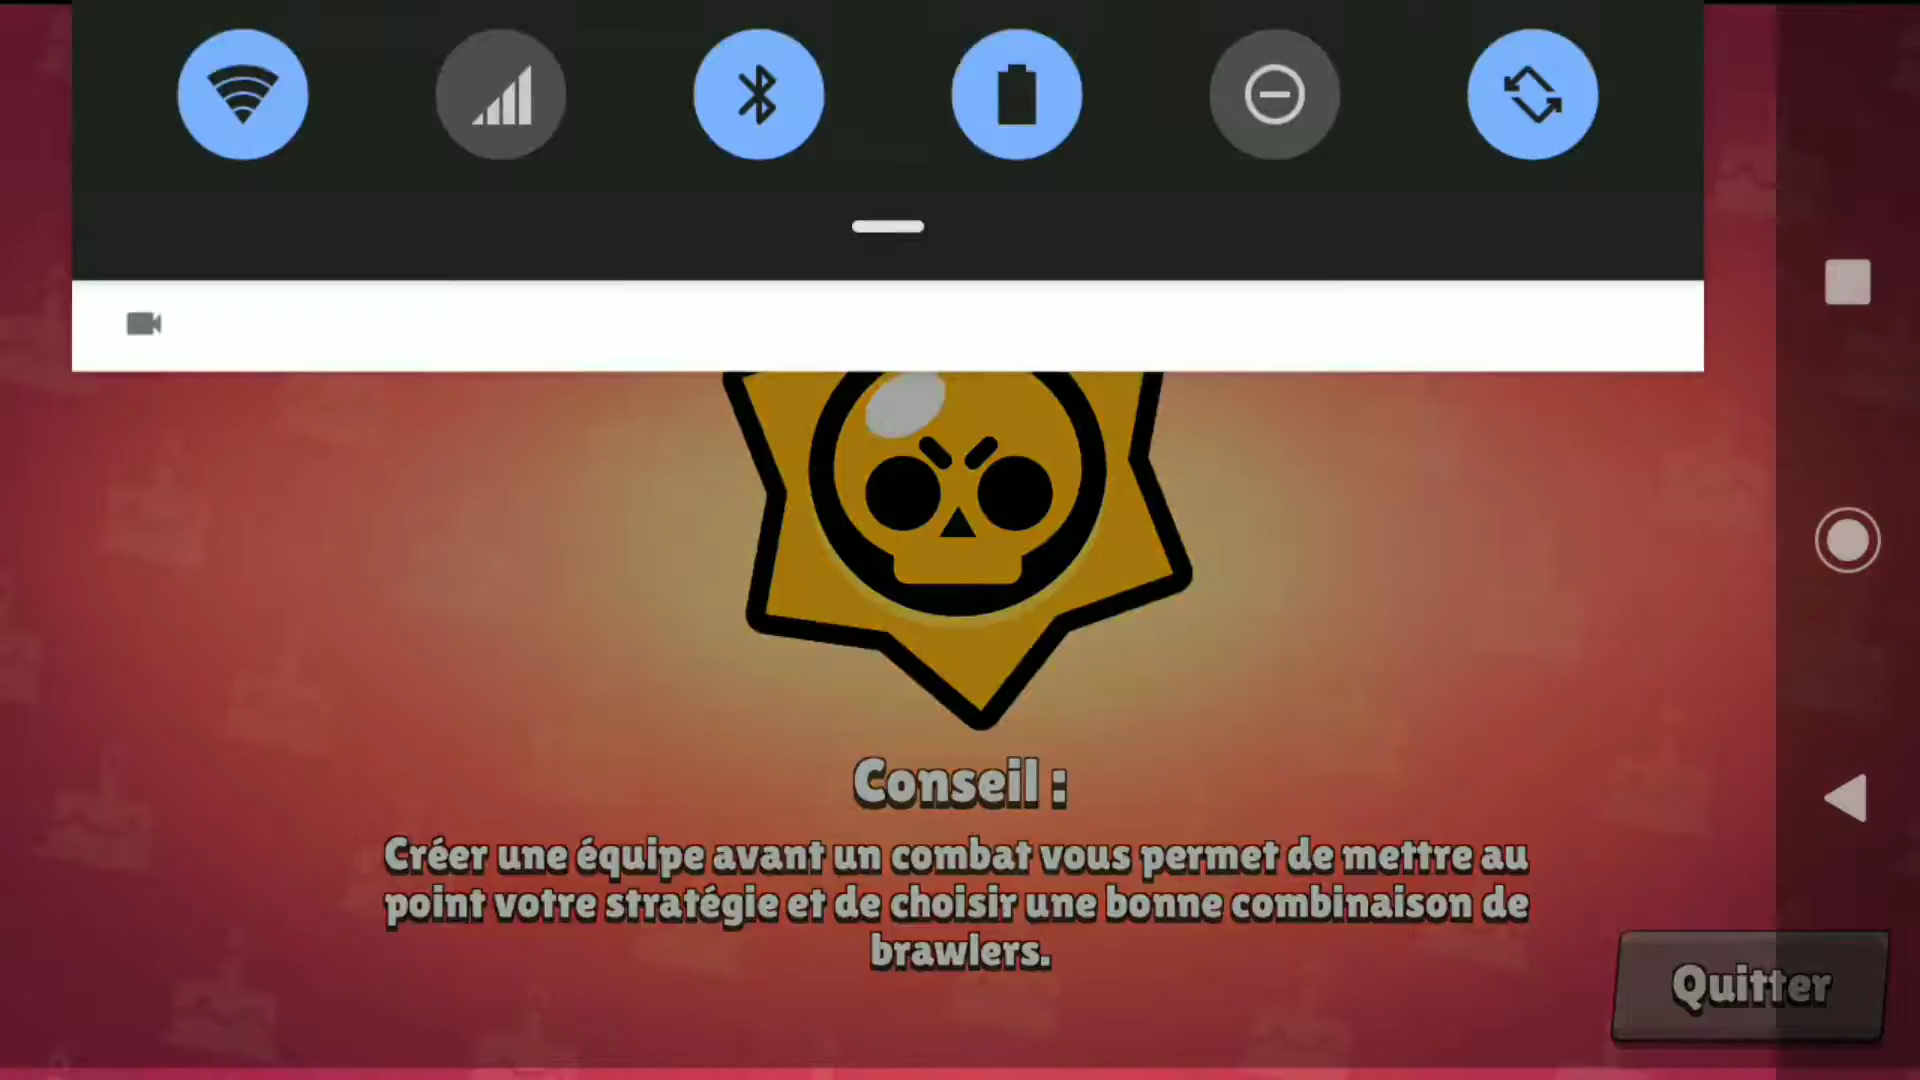 Conseil :
Créer une équipe avant un combat vous permet de mettre au
point votre stratégie et de choisir une bonne combinaison de
brawlers.
Quitter